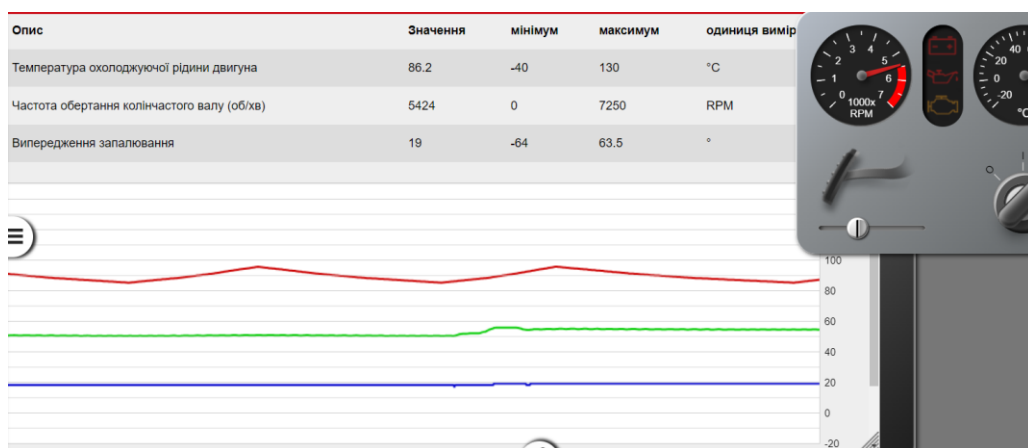 Опис Значення мінімум максимум одиниця вимір
Температура охолоджуючої рідини двигуна 86.2 -40 130 °C
Частота обертання колінчастого валу (об/хв) 5424 0 7250 RPM
Випередження запалювання 19 -64 63.5 °
0 1 2 3 4 5 6 7
1000x
RPM
-20 0 20 40
°C
O I
100
80
60
40
20
0
-20